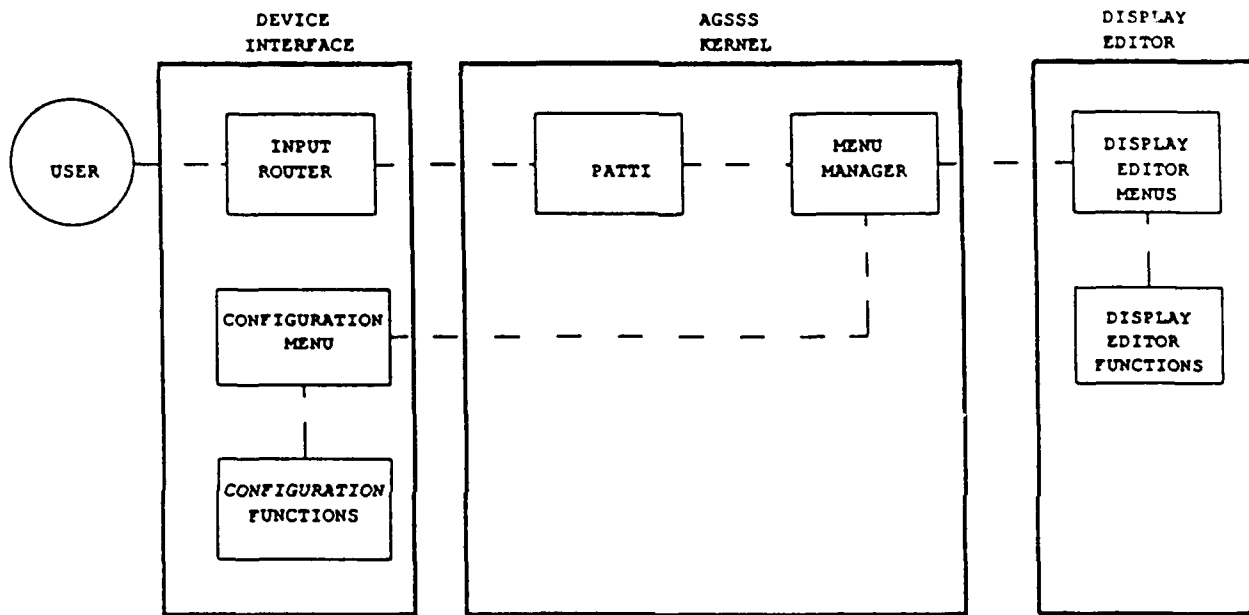 DEVICE
INTERFACE
AGSSS
KERNEL
DISPLAY
EDITOR
USER
INPUT
ROUTER
PATTI
MENU
MANAGER
DISPLAY
EDITOR
MENUS
CONFIGURATION
MENU
DISPLAY
EDITOR
FUNCTIONS
CONFIGURATION
FUNCTIONS